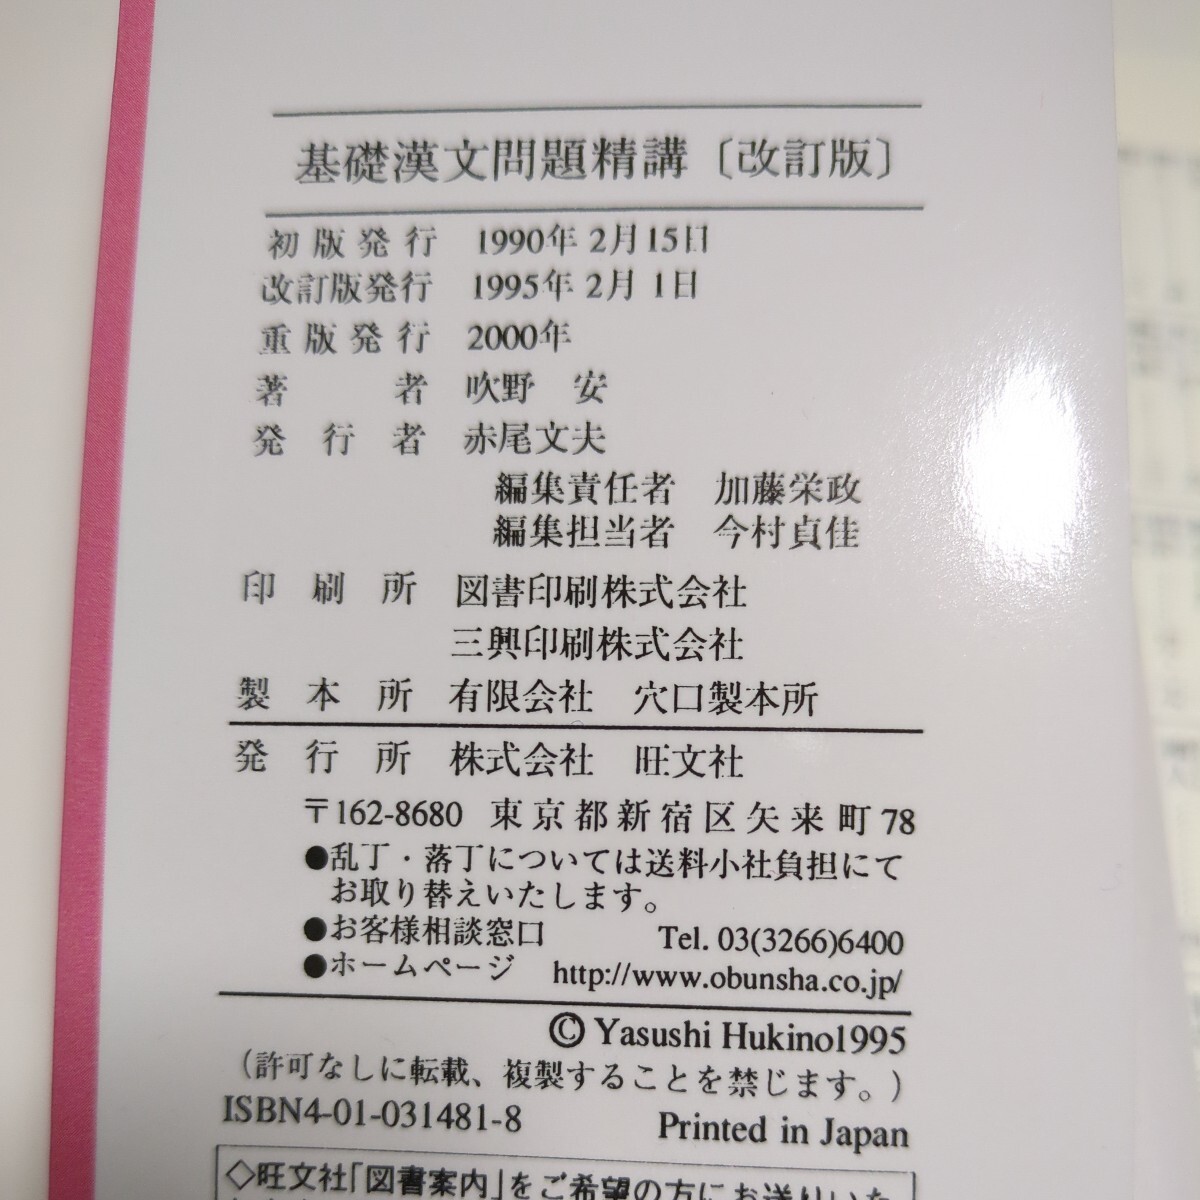 基礎漢文問題精講〔改訂版〕
初版発行 1990年 2月15日
改訂版発行 1995年 2月 1日
重版発行 2000年
著者 吹野 安
発行者 赤尾文夫
編集責任者 加藤栄政
編集担当者 今村貞佳
印刷所 図書印刷株式会社
三興印刷株式会社
製本所 有限会社 穴口製本所
発行所 株式会社 旺文社
〒162-8680 東京都新宿区矢来町78
●乱丁・落丁については送料小社負担にて
お取り替えいたします。
●お客様相談窓口 Tel. 03(3266)6400
●ホームページ http://www.obunsha.co.jp/
© Yasushi Hukino1995
(許可なしに転載、複製することを禁じます。)
ISBN4-01-031481-8 Printed in Japan
◇旺文社「図書案内」をご希望の方にお送りいた